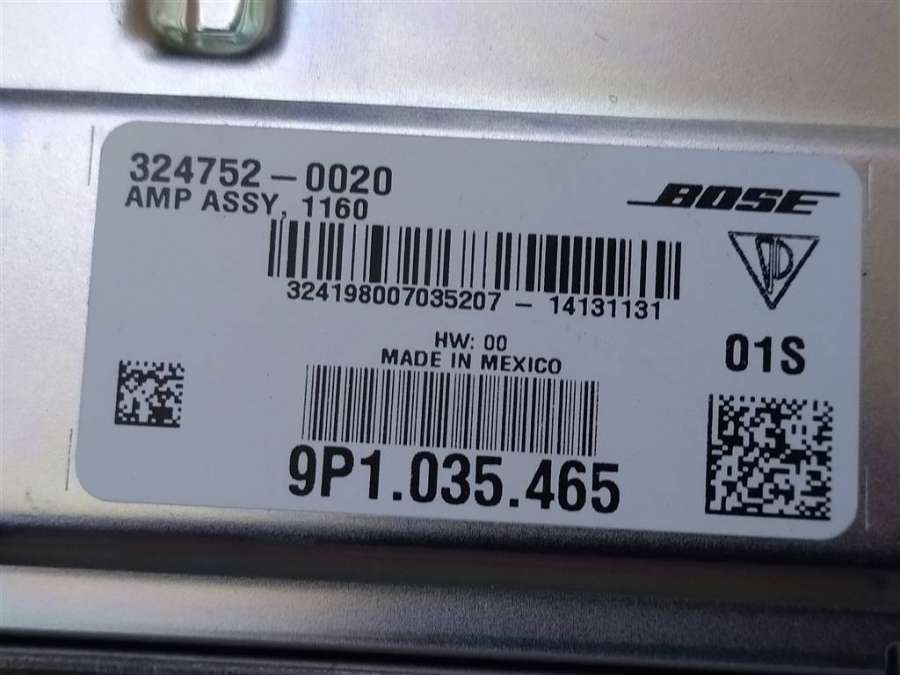 324752-0020
AMP ASSY, 1160
BOSE
324198007035207 - 14131131
HW: 00
MADE IN MEXICO
01S
9P1.035.465